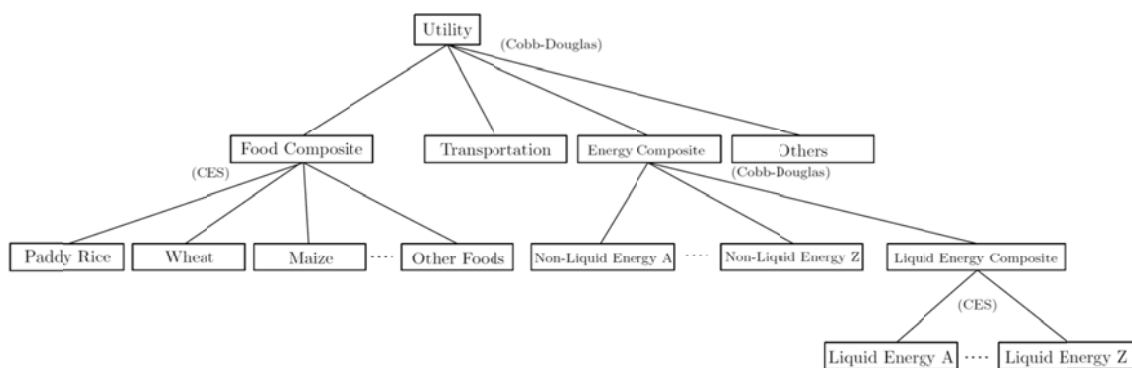 Utility
(Cobb-Douglas)
Food Composite
Transportation
Energy Composite
Others
(CES)
(Cobb-Douglas)
Paddy Rice
Wheat
Maize
.....
Other Foods
Non-Liquid Energy A
.....
Non-Liquid Energy Z
Liquid Energy Composite
(CES)
Liquid Energy A
.....
Liquid Energy Z